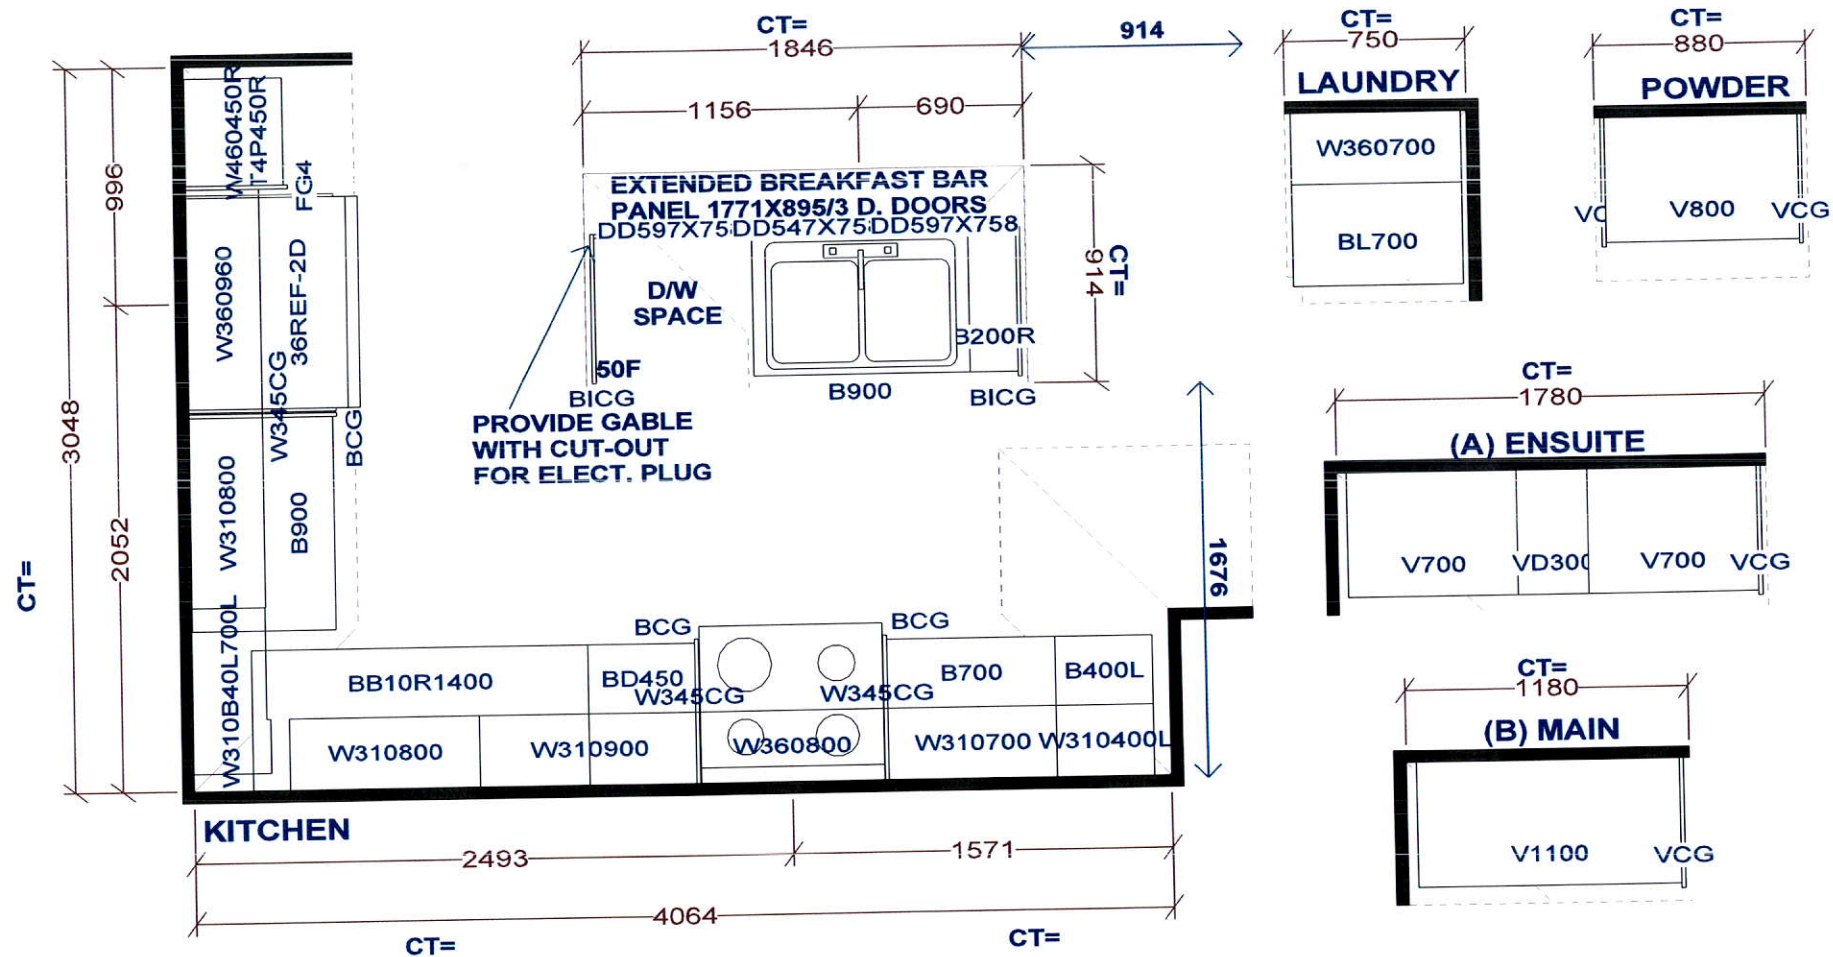 CT=
1846
914
1156
690
CT=
750
LAUNDRY
W360700
BL700
CT=
880
POWDER
V800
VCG
W460450R
T4P450R
FG4
996
W360960
36REF-2D
W345CG
BCG
3048
2052
W310800
B900
CT=
W310B40L700L
EXTENDED BREAKFAST BAR
PANEL 1771X895/3 D. DOORS
DD597X75
DD547X75
DD597X758
D/W
SPACE
50F
BICG
B200R
B900
BICG
914
CT=
PROVIDE GABLE
WITH CUT-OUT
FOR ELECT. PLUG
1676
BCG
BCG
BB10R1400
BD450
W345CG
W345CG
B700
B400L
W310800
W310900
W360800
W310700
W310400L
KITCHEN
2493
1571
4064
CT=
CT=
CT=
1780
(A) ENSUITE
V700
VD300
V700
VCG
CT=
1180
(B) MAIN
V1100
VCG